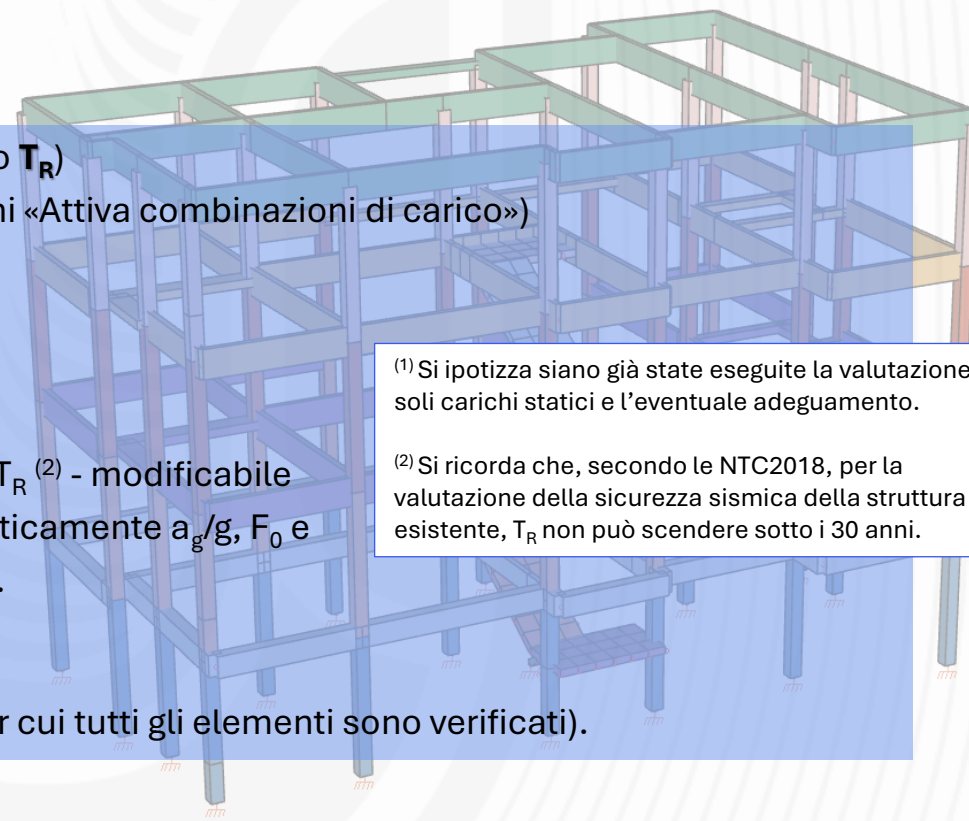 o T_R)
ni «Attiva combinazioni di carico»)
(1) Si ipotizza siano già state eseguite la valutazione
soli carichi statici e l'eventuale adeguamento.
T_R (2) - modificabile
ticamente a_g/g, F_0 e
.
(2) Si ricorda che, secondo le NTC2018, per la
valutazione della sicurezza sismica della struttura
esistente, T_R non può scendere sotto i 30 anni.
r cui tutti gli elementi sono verificati).